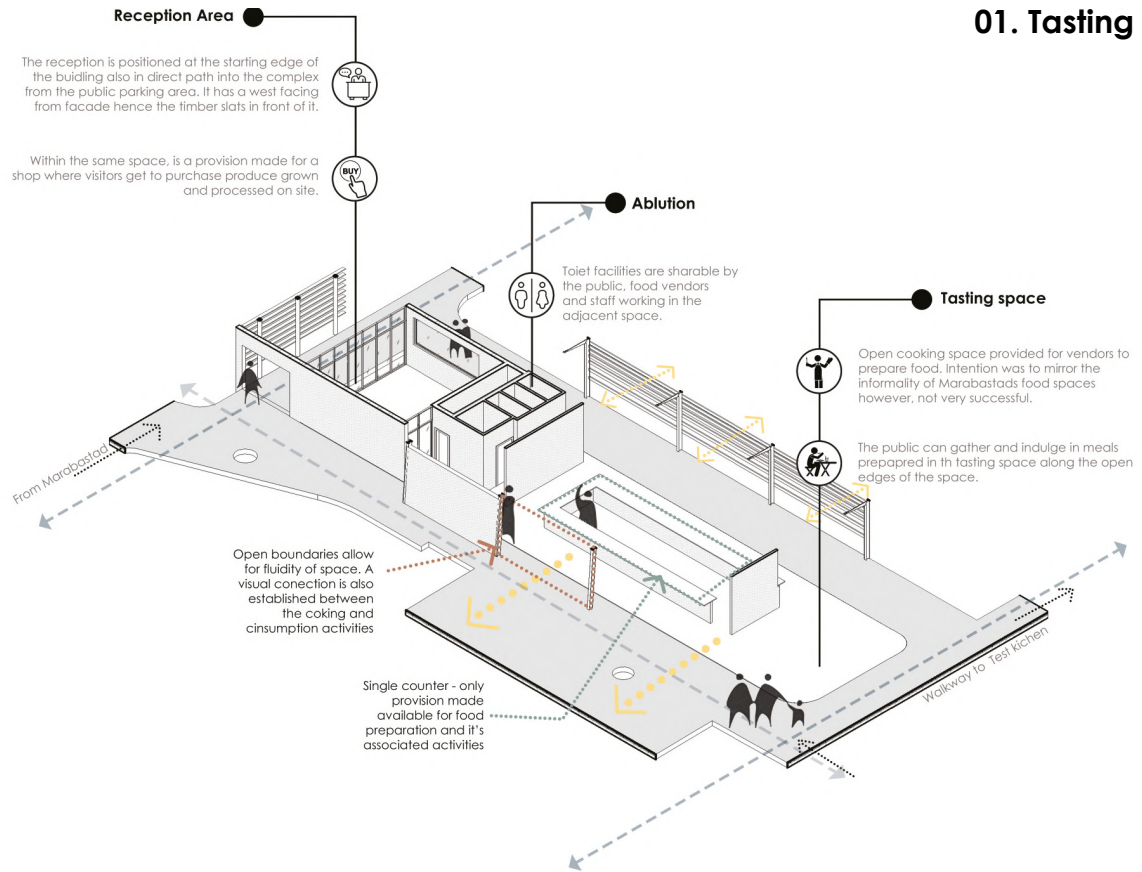 01. Tasting
Reception Area
The reception is positioned at the starting edge of
the buidling also in direct path into the complex
from the public parking area. It has a west facing
from facade hence the timber slats in front of it.
BUY
Within the same space, is a provision made for a
shop where visitors get to purchase produce grown
and processed on site.
Ablution
Toiet facilities are sharable by
the public, food vendors
and staff working in the
adjacent space.
Tasting space
Open cooking space provided for vendors to
prepare food. Intention was to mirror the
informality of Marabastads food spaces
however, not very successful.
The public can gather and indulge in meals
prepapred in th tasting space along the open
edges of the space.
From Marabastad
Open boundaries allow
for fluidity of space. A
visual conection is also
established between
the coking and
cinsumption activities
Single counter - only
provision made
available for food
preparation and it's
associated activities
Walkway to Test kichen